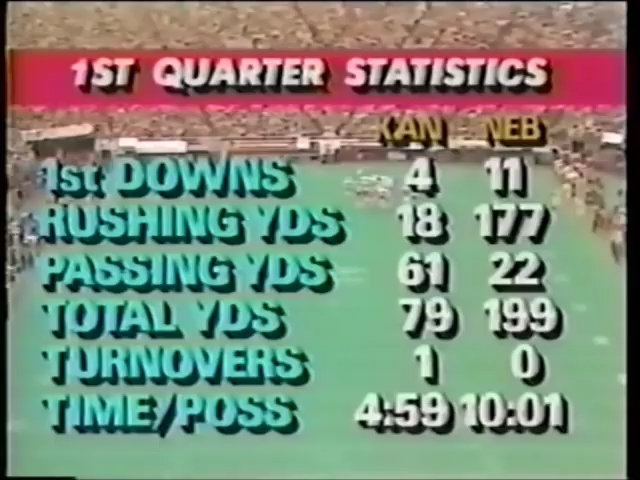 1ST QUARTER STATISTICS
KAN NEB
1st DOWNS 4 11
RUSHING YDS 18 177
PASSING YDS 61 22
TOTAL YDS 79 199
TURNOVERS 1 0
TIME/POSS 4:59 10:01